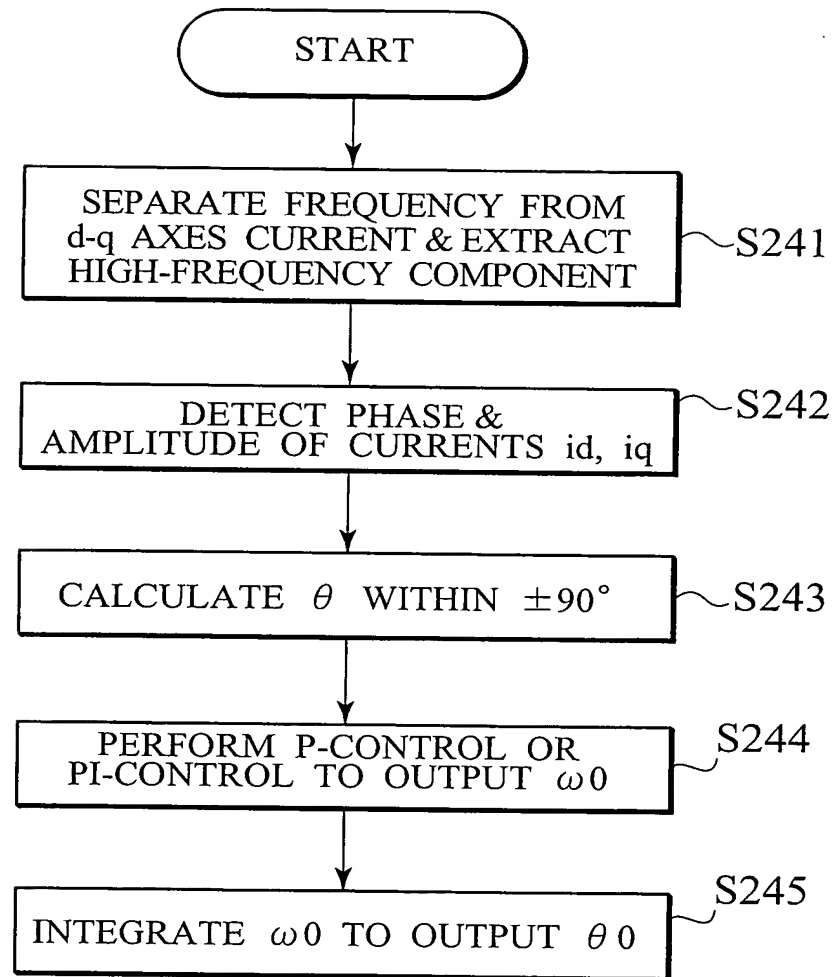 START
SEPARATE FREQUENCY FROM
d-q AXES CURRENT & EXTRACT
HIGH-FREQUENCY COMPONENT
S241
DETECT PHASE &
AMPLITUDE OF CURRENTS id, iq
S242
CALCULATE θ WITHIN ±90°
S243
PERFORM P-CONTROL OR
PI-CONTROL TO OUTPUT ω0
S244
INTEGRATE ω0 TO OUTPUT θ0
S245